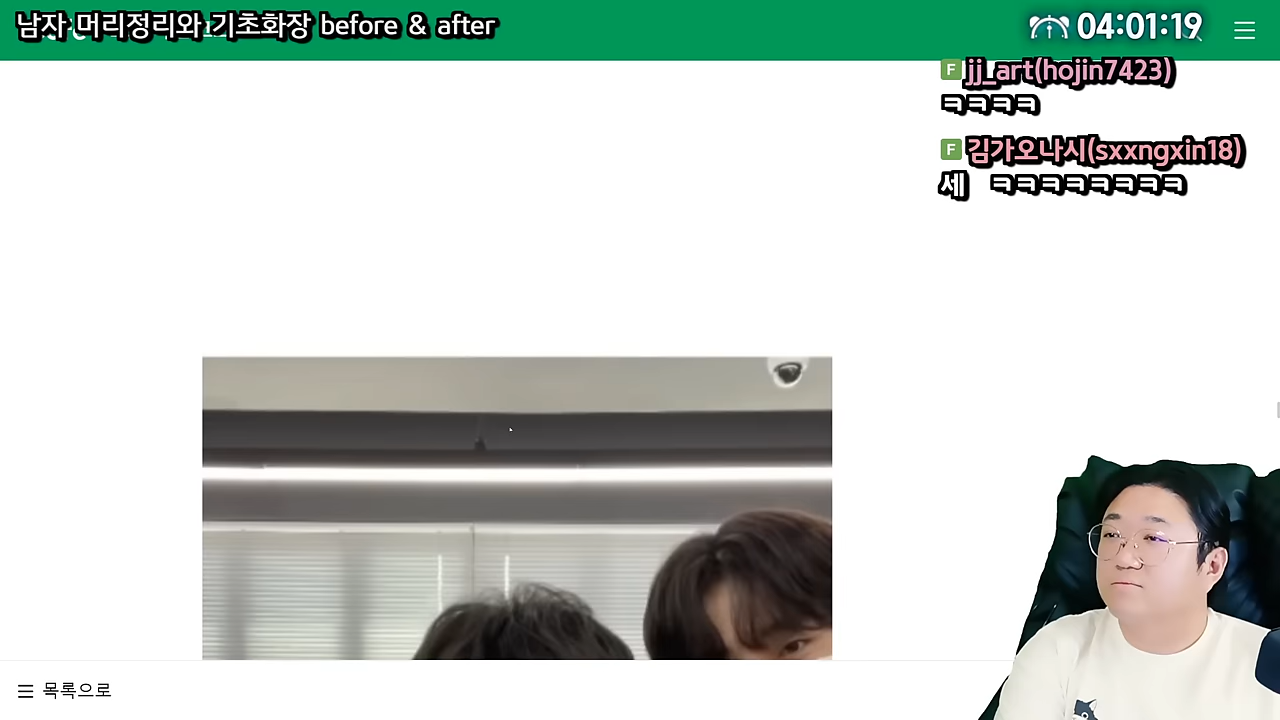 남자 머리정리와 기초화장 before & after
04:01:19
F jj_art(hojin7423)
ㅋㅋㅋㅋ
F 김가오나시(sxxngxin18)
세 ㅋㅋㅋㅋㅋㅋㅋㅋ
목록으로